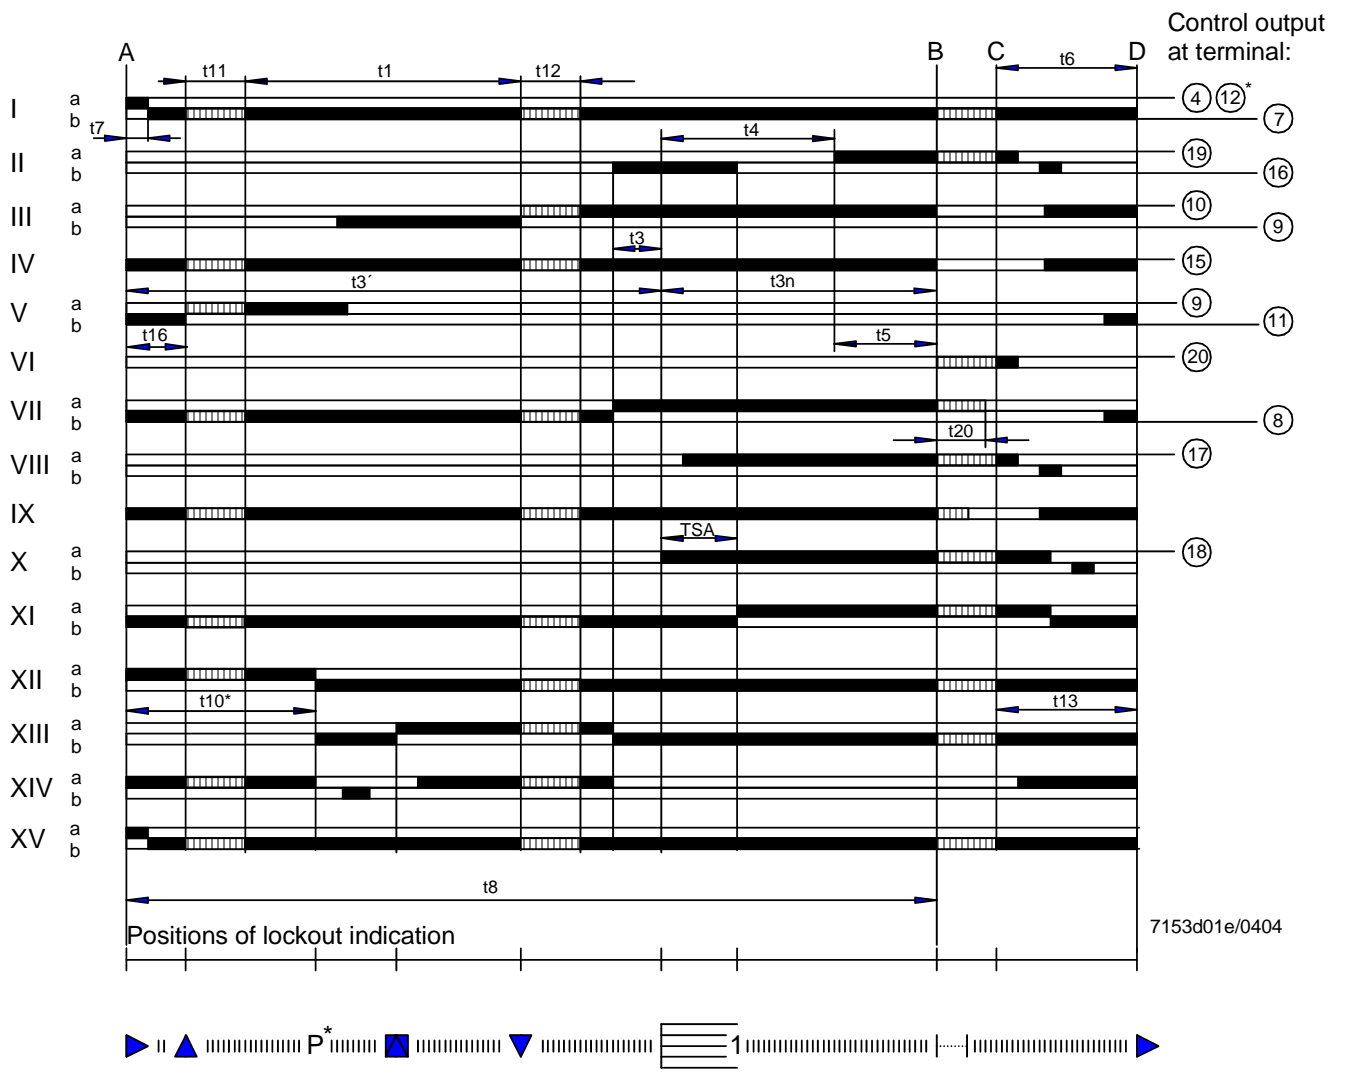 Control output
at terminal:
A B C D
t11 t1 t12 t6
I a b 4 12* 7
t7 t4
II a b 19 16
III a b 10 9
t3
IV 15
t3´ t3n
V a b 9 11
t16 t5
VI 20
VII a b 8
t20
VIII a b 17
IX
TSA
X a b 18
XI a b
XII a b
t10* t13
XIII a b
XIV a b
XV a b
t8
Positions of lockout indication
7153d01e/0404
P* 1